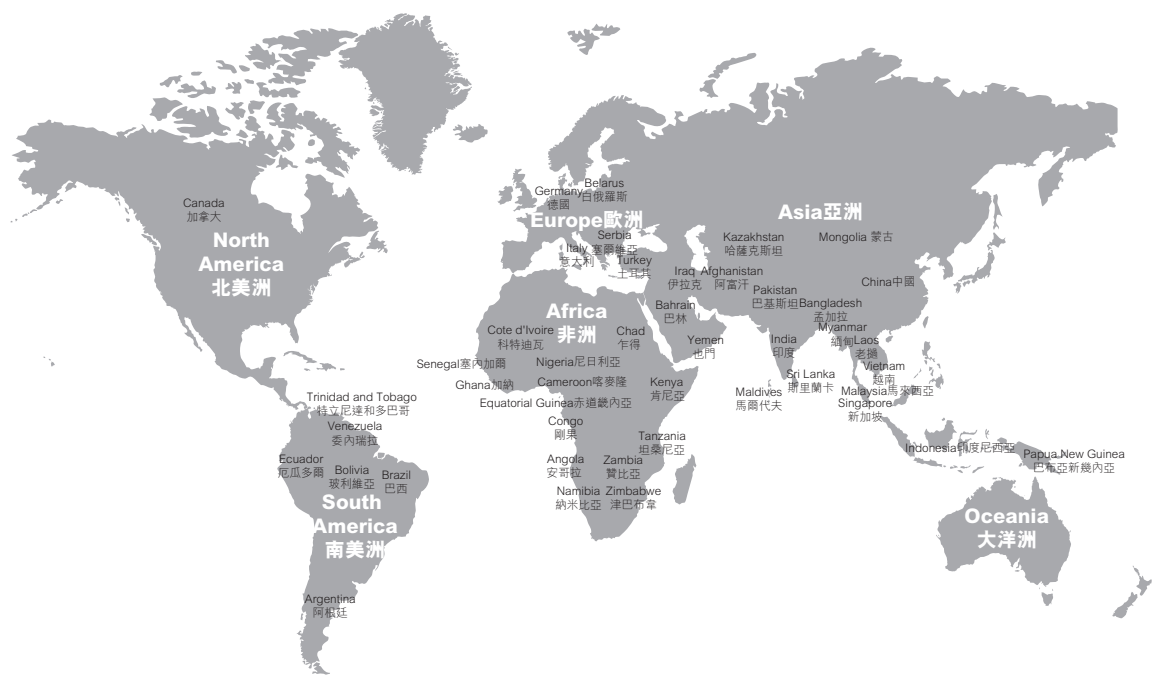 Canada
加拿大
North
America
北美洲
Trinidad and Tobago
特立尼達和多巴哥
Venezuela
委內瑞拉
Ecuador
厄瓜多爾
Bolivia
玻利維亞
Brazil
巴西
South
America
南美洲
Argentina
阿根廷
Germany
德國
Belarus
白俄羅斯
Europe歐洲
Serbia
塞爾維亞
Italy
意大利
Turkey
土耳其
Africa
非洲
Cote d'Ivoire
科特迪瓦
Chad
乍得
Senegal塞內加爾
Nigeria尼日利亞
Ghana加納
Cameroon喀麥隆
Kenya
肯尼亞
Equatorial Guinea赤道畿內亞
Congo
剛果
Tanzania
坦桑尼亞
Angola
安哥拉
Zambia
贊比亞
Namibia
納米比亞
Zimbabwe
津巴布韋
Asia亞洲
Kazakhstan
哈薩克斯坦
Mongolia 蒙古
Iraq
伊拉克
Afghanistan
阿富汗
China中國
Pakistan
巴基斯坦
Bahrain
巴林
Bangladesh
孟加拉
Yemen
也門
India
印度
Myanmar
緬甸
Laos
老撾
Vietnam
越南
Sri Lanka
斯里蘭卡
Maldives
馬爾代夫
Malaysia馬來西亞
Singapore
新加坡
Indonesia印度尼西亞
Papua New Guinea
巴布亞新幾內亞
Oceania
大洋洲